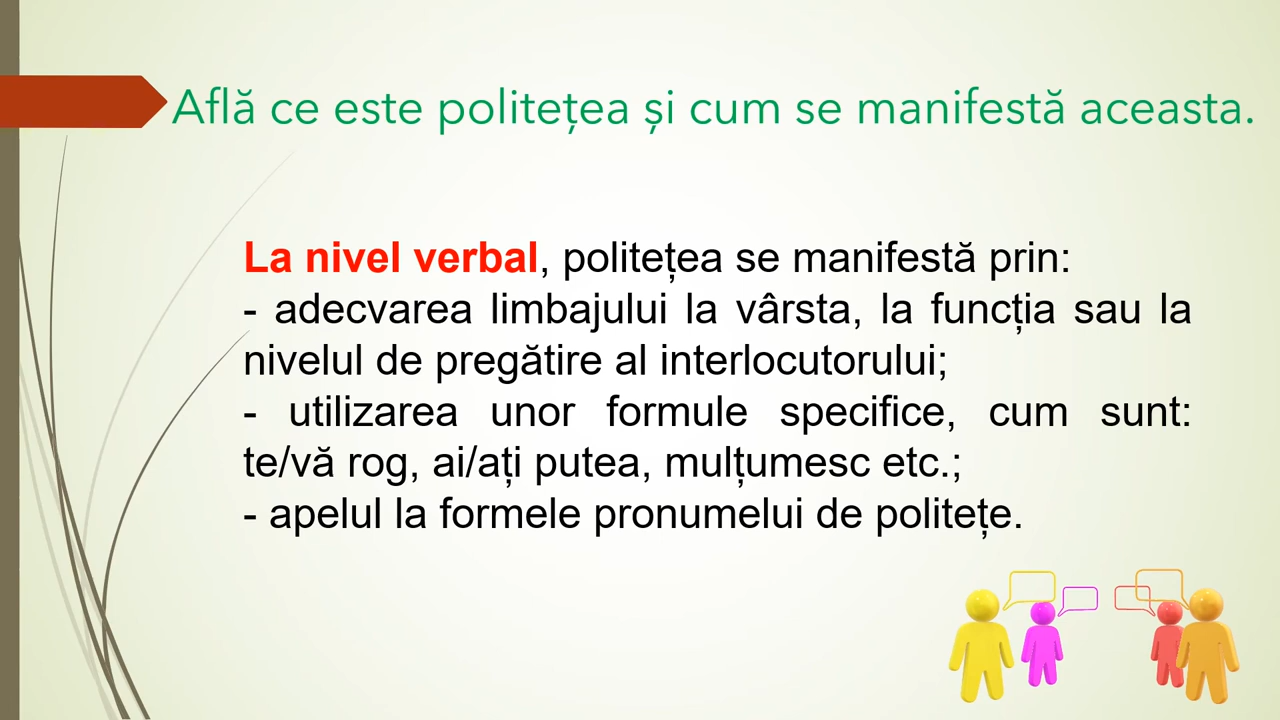 Află ce este politețea și cum se manifestă aceasta.
La nivel verbal, politețea se manifestă prin:
- adecvarea limbajului la vârsta, la funcția sau la
nivelul de pregătire al interlocutorului;
- utilizarea unor formule specifice, cum sunt:
te/vă rog, ai/ați putea, mulțumesc etc.;
- apelul la formele pronumelui de politețe.